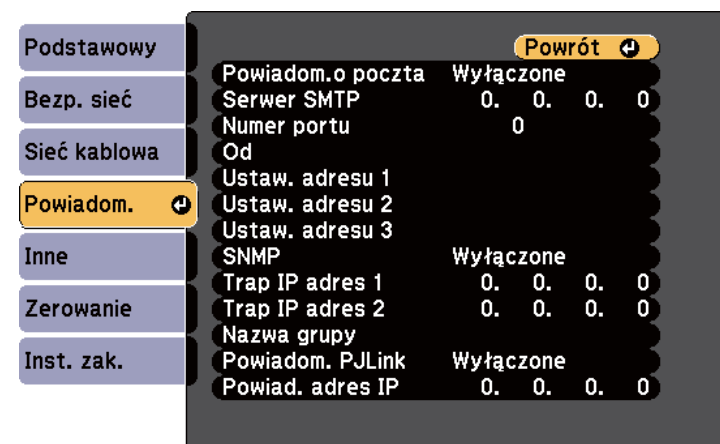 Podstawowy
Bezp. sieć
Sieć kablowa
Powiadom.
Inne
Zerowanie
Inst. zak.
Powrót
Powiadom.o poczta Wyłączone
Serwer SMTP 0. 0. 0. 0
Numer portu 0
Od
Ustaw. adresu 1
Ustaw. adresu 2
Ustaw. adresu 3
SNMP Wyłączone
Trap IP adres 1 0. 0. 0. 0
Trap IP adres 2 0. 0. 0. 0
Nazwa grupy
Powiadom. PJLink Wyłączone
Powiad. adres IP 0. 0. 0. 0